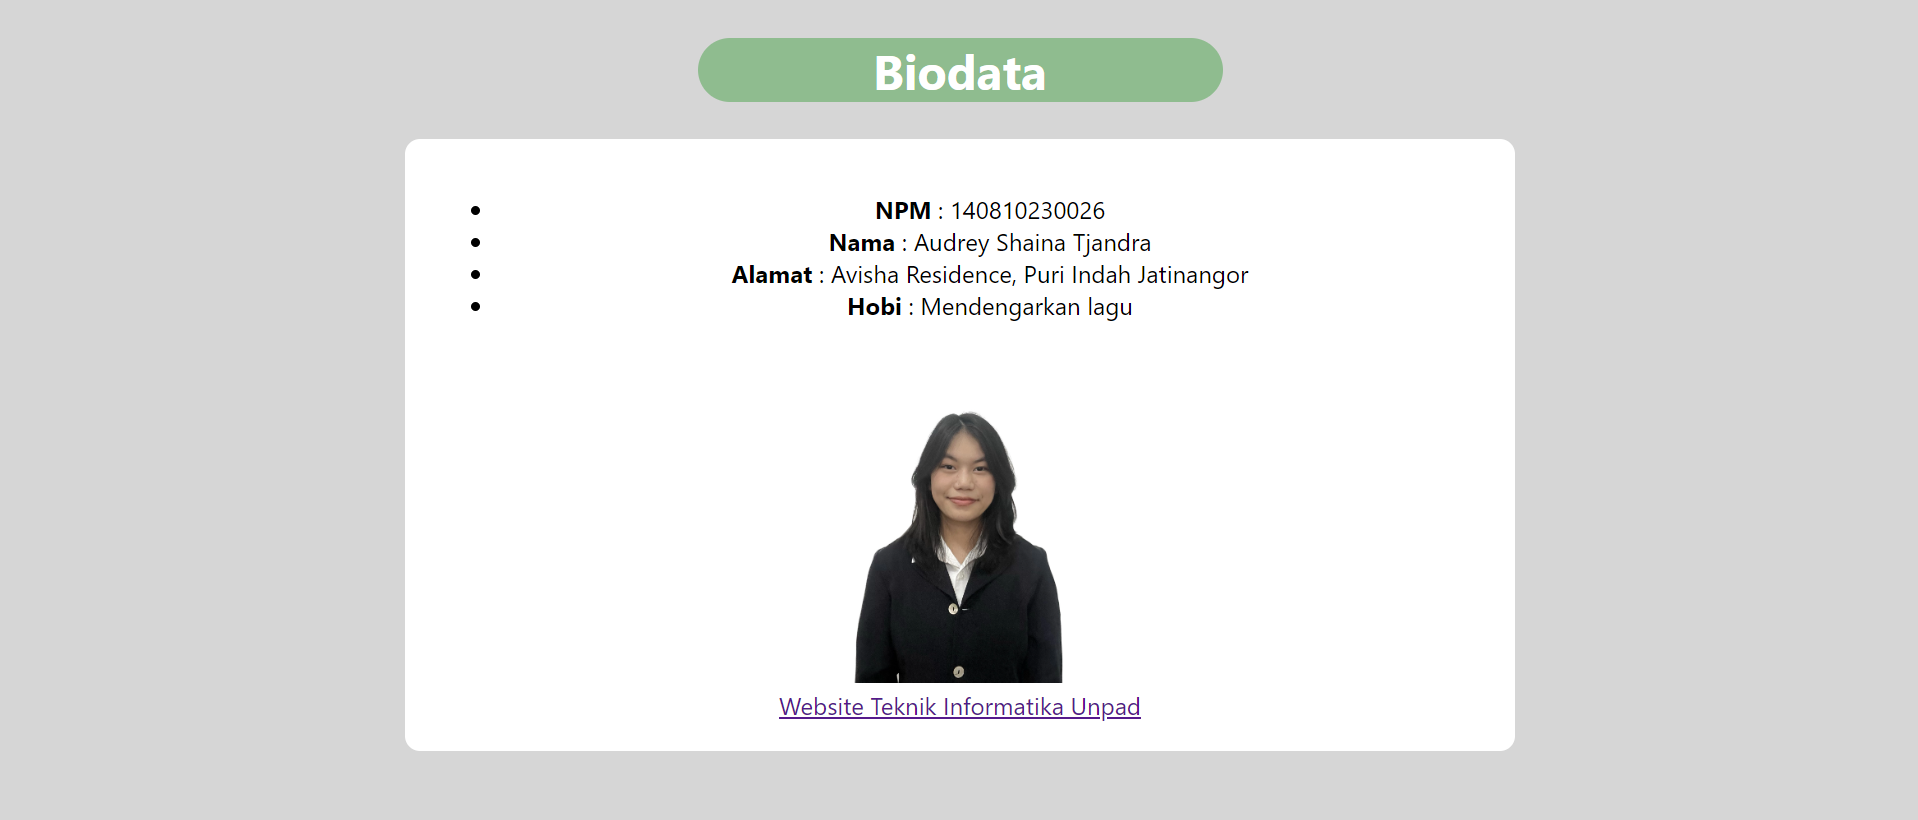 Biodata
NPM : 140810230026
Nama : Audrey Shaina Tjandra
Alamat : Avisha Residence, Puri Indah Jatinangor
Hobi : Mendengarkan lagu
Website Teknik Informatika Unpad